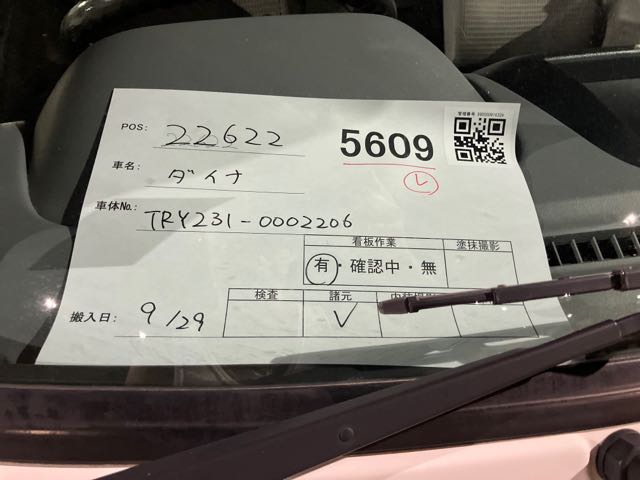 POS: 22622
5609
レ
車名: ダイナ
車体No. TRY231-0002206
看板作業 塗抹撮影
有・確認中・無
検査 諸元
搬入日: 9/29 V